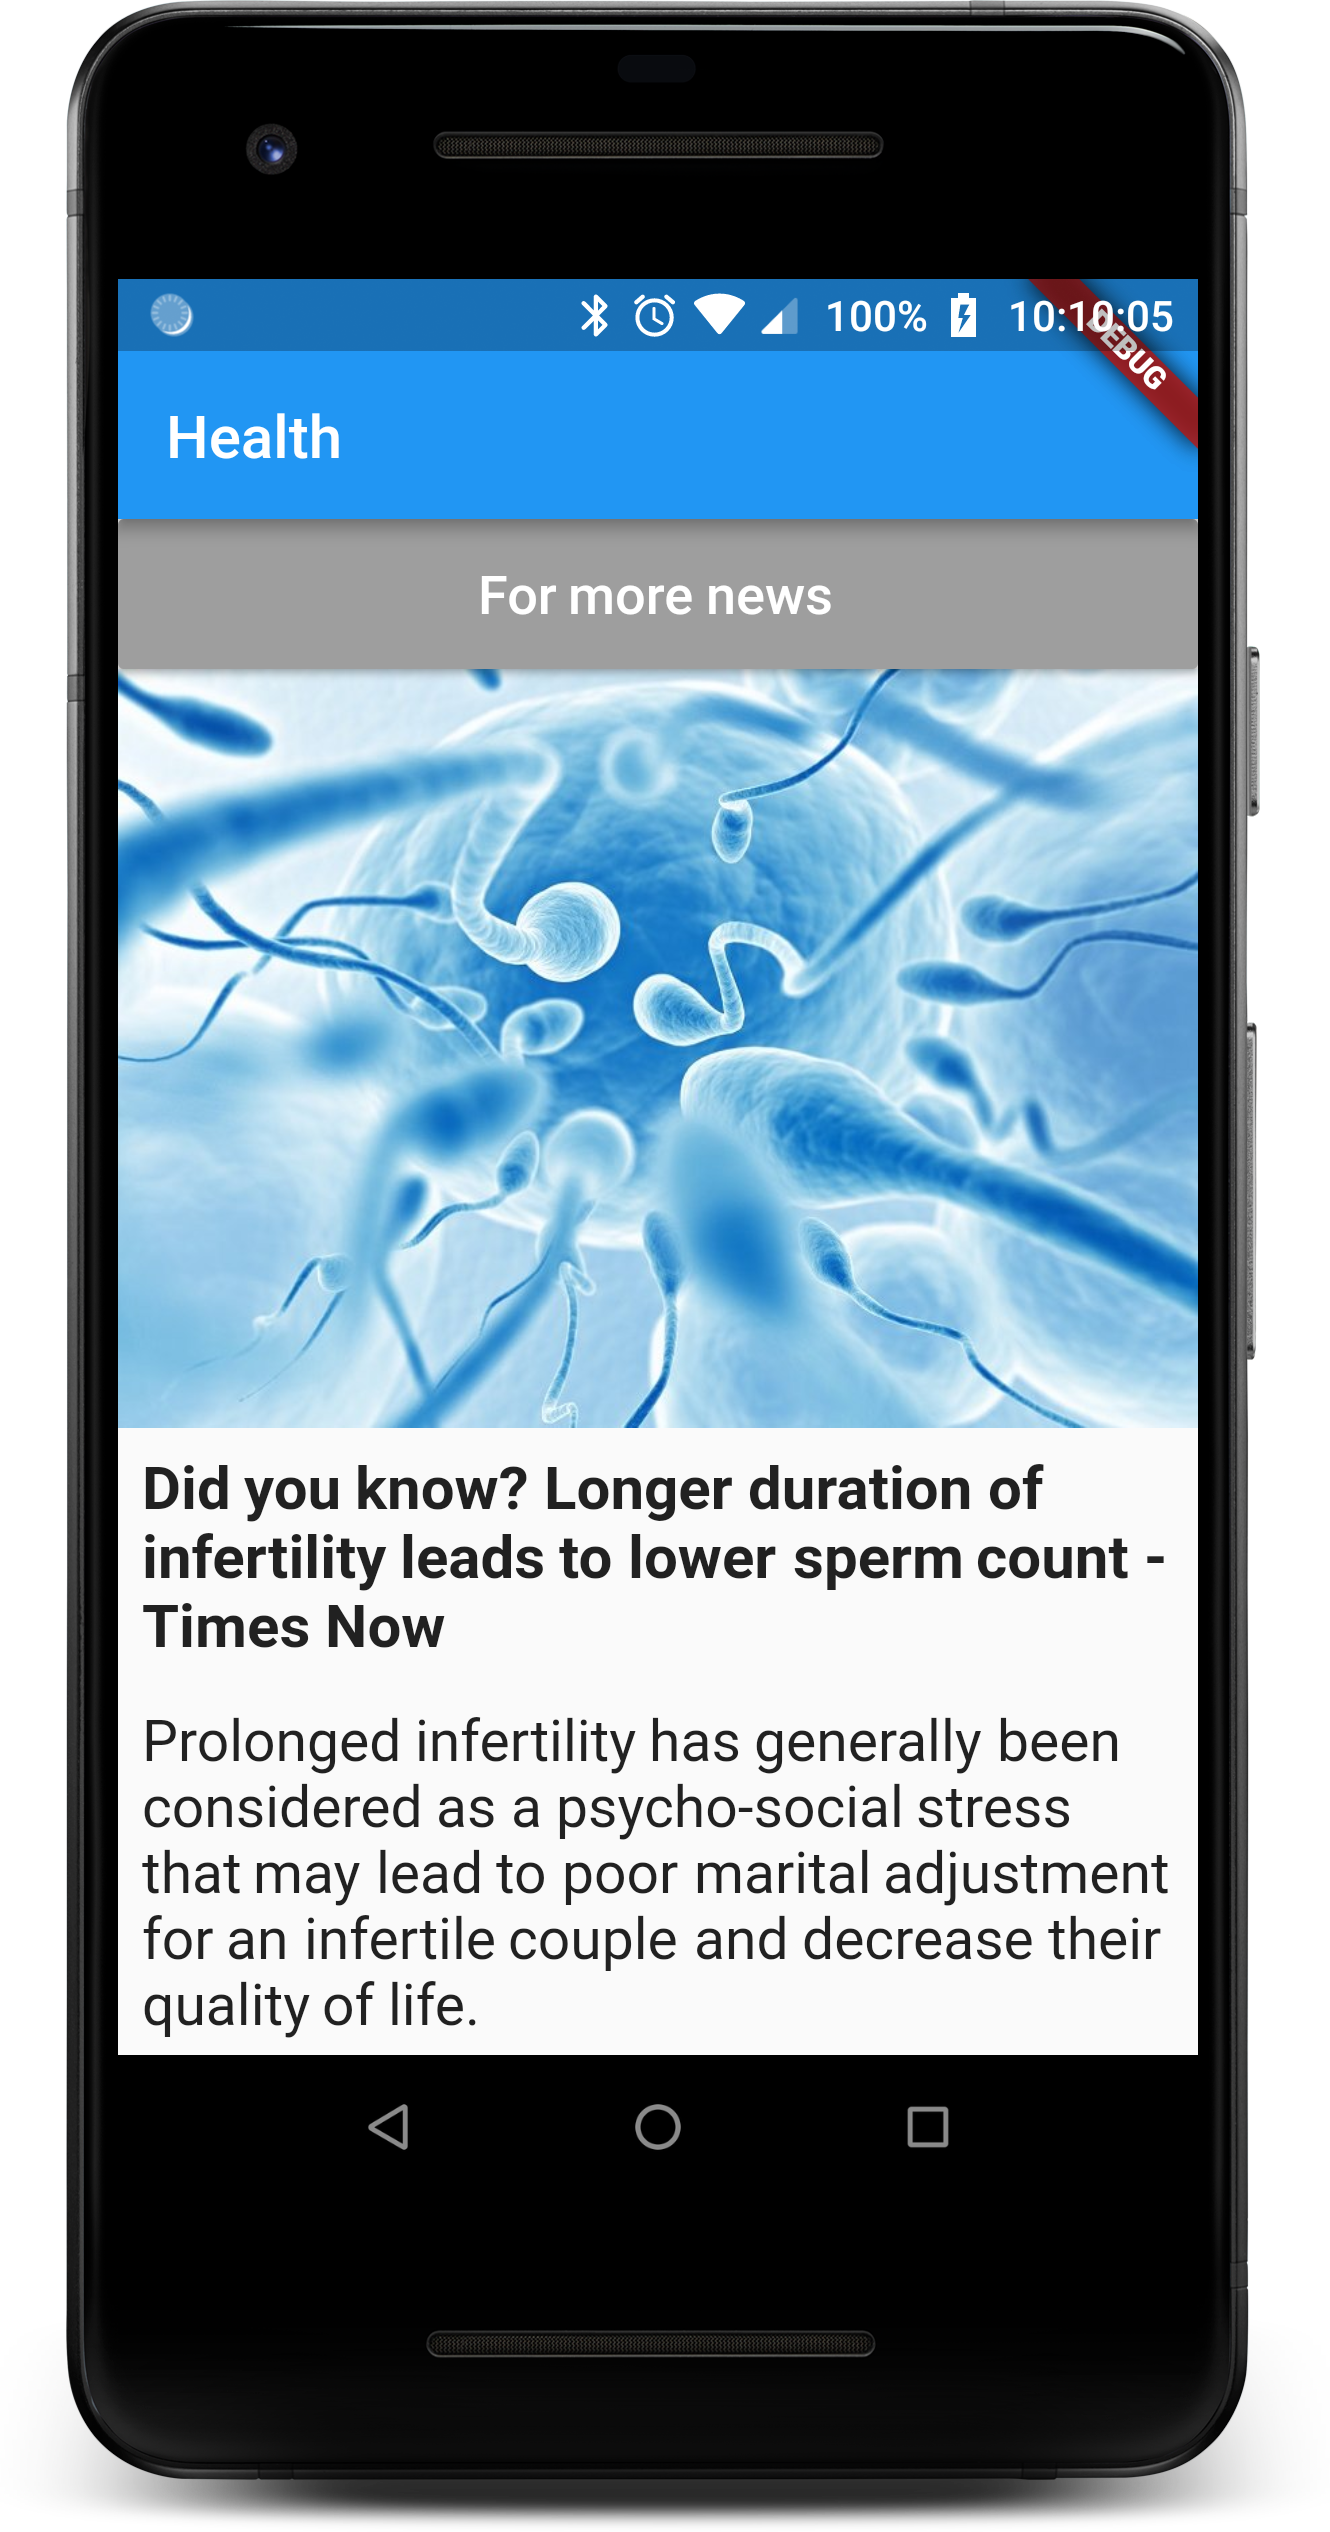 100% 10:10:05
DEBUG
Health
For more news
Did you know? Longer duration of
infertility leads to lower sperm count -
Times Now
Prolonged infertility has generally been
considered as a psycho-social stress
that may lead to poor marital adjustment
for an infertile couple and decrease their
quality of life.